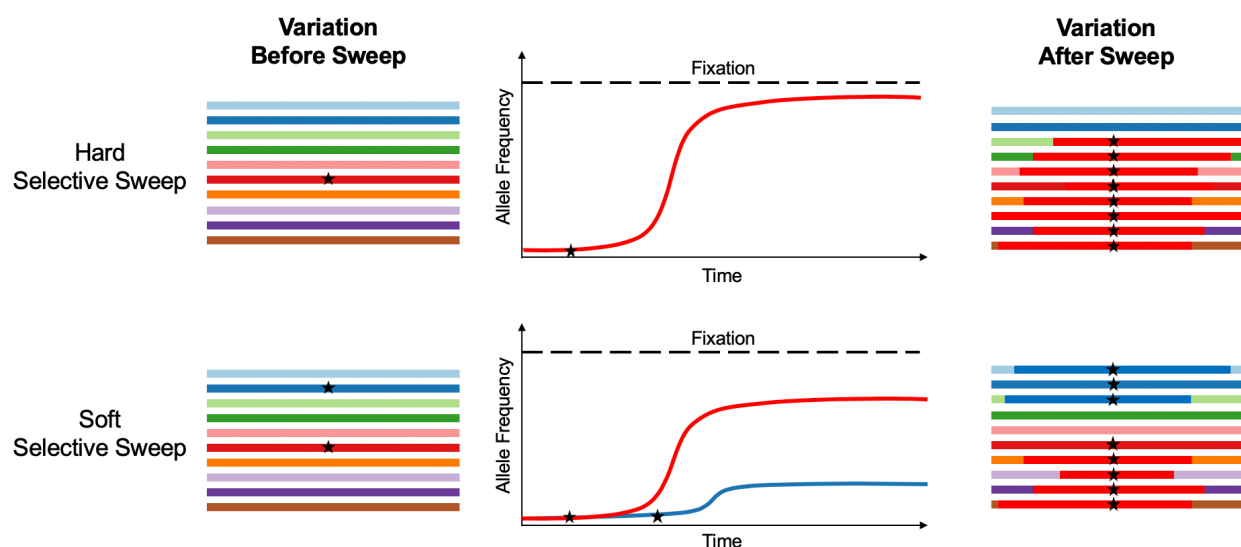 Variation
Before Sweep
Variation
After Sweep
Hard
Selective Sweep
Fixation
Allele Frequency
Time
Soft
Selective Sweep
Fixation
Allele Frequency
Time